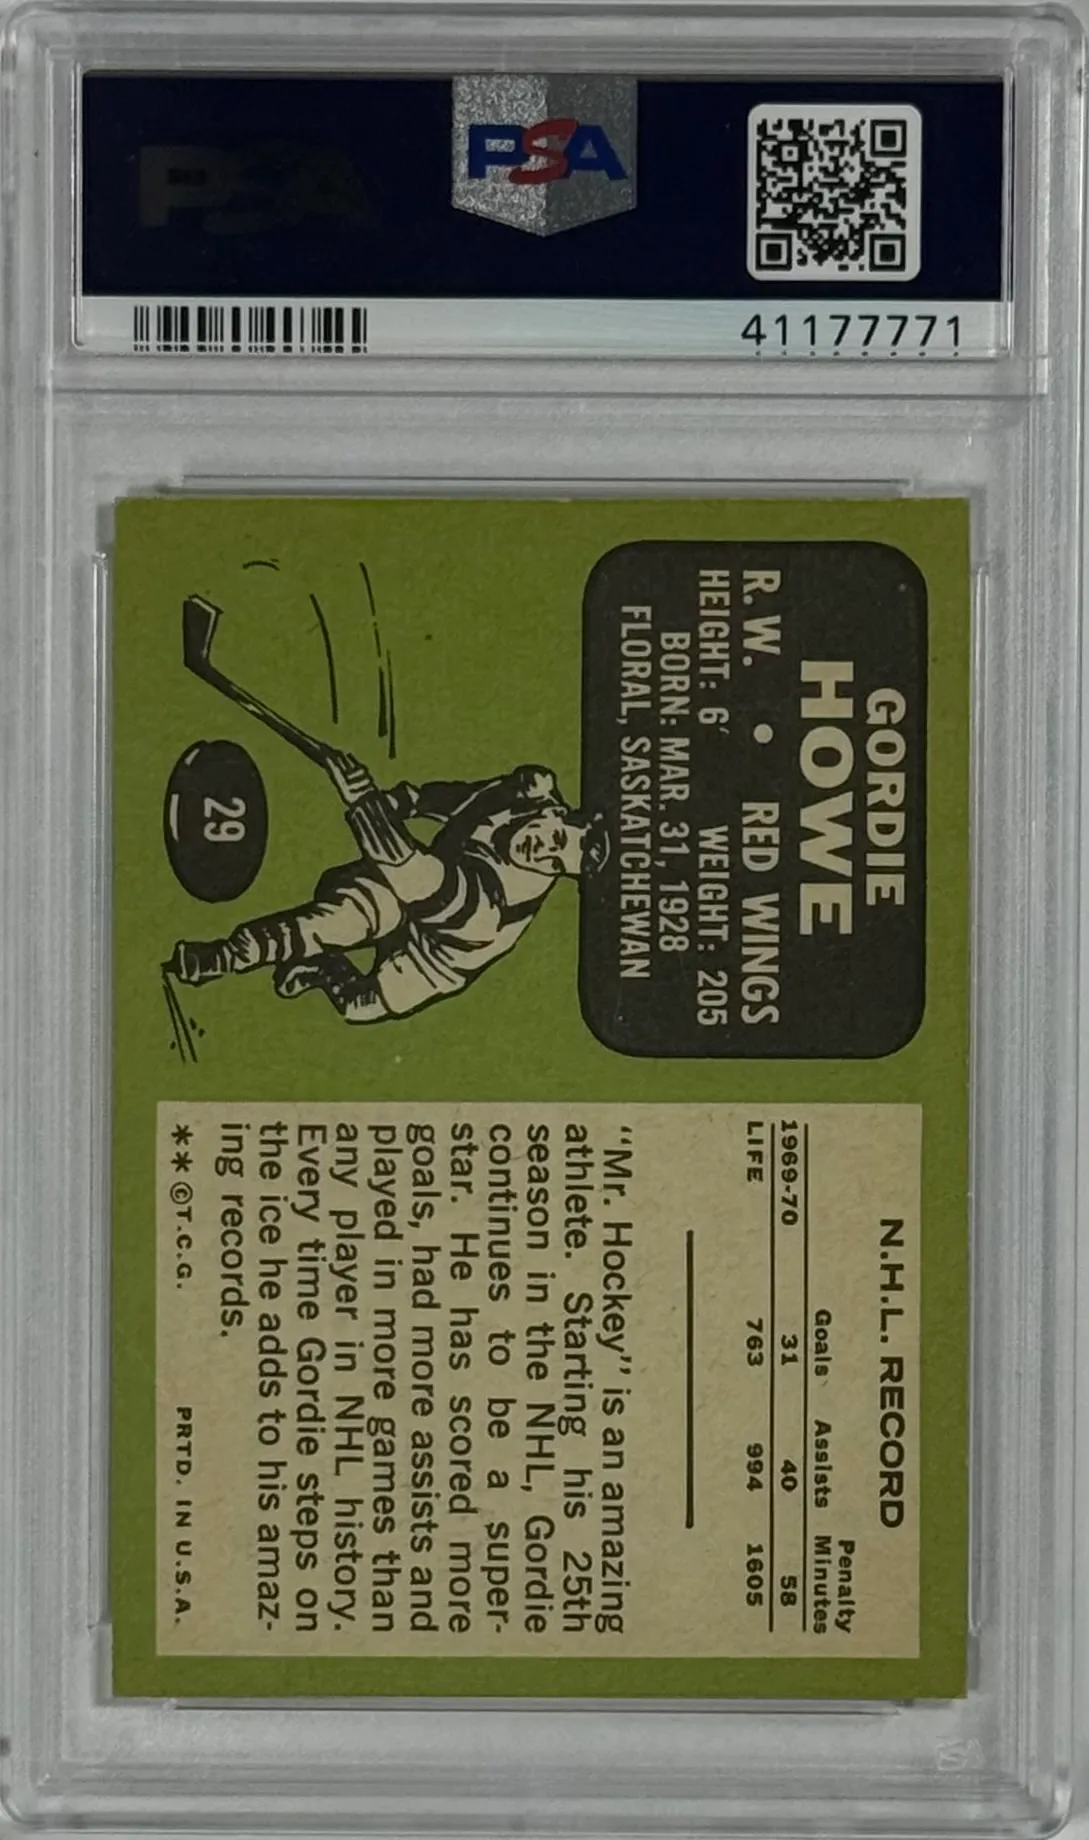 PSA
PSA
41177771
GORDIE
HOWE
R.W. • RED WINGS
HEIGHT: 6' WEIGHT: 205
BORN: MAR. 31, 1928
FLORAL, SASKATCHEWAN
29
N.H.L. RECORD
Penalty
Goals Assists Minutes
1969-70 31 40 58
LIFE 763 994 1605
"Mr. Hockey" is an amazing
athlete. Starting his 25th
season in the NHL, Gordie
continues to be a super-
star. He has scored more
goals, had more assists and
played in more games than
any player in NHL history.
Every time Gordie steps on
the ice he adds to his amaz-
ing records.
** ©T.C.G. PRTD. IN U.S.A.
PSA